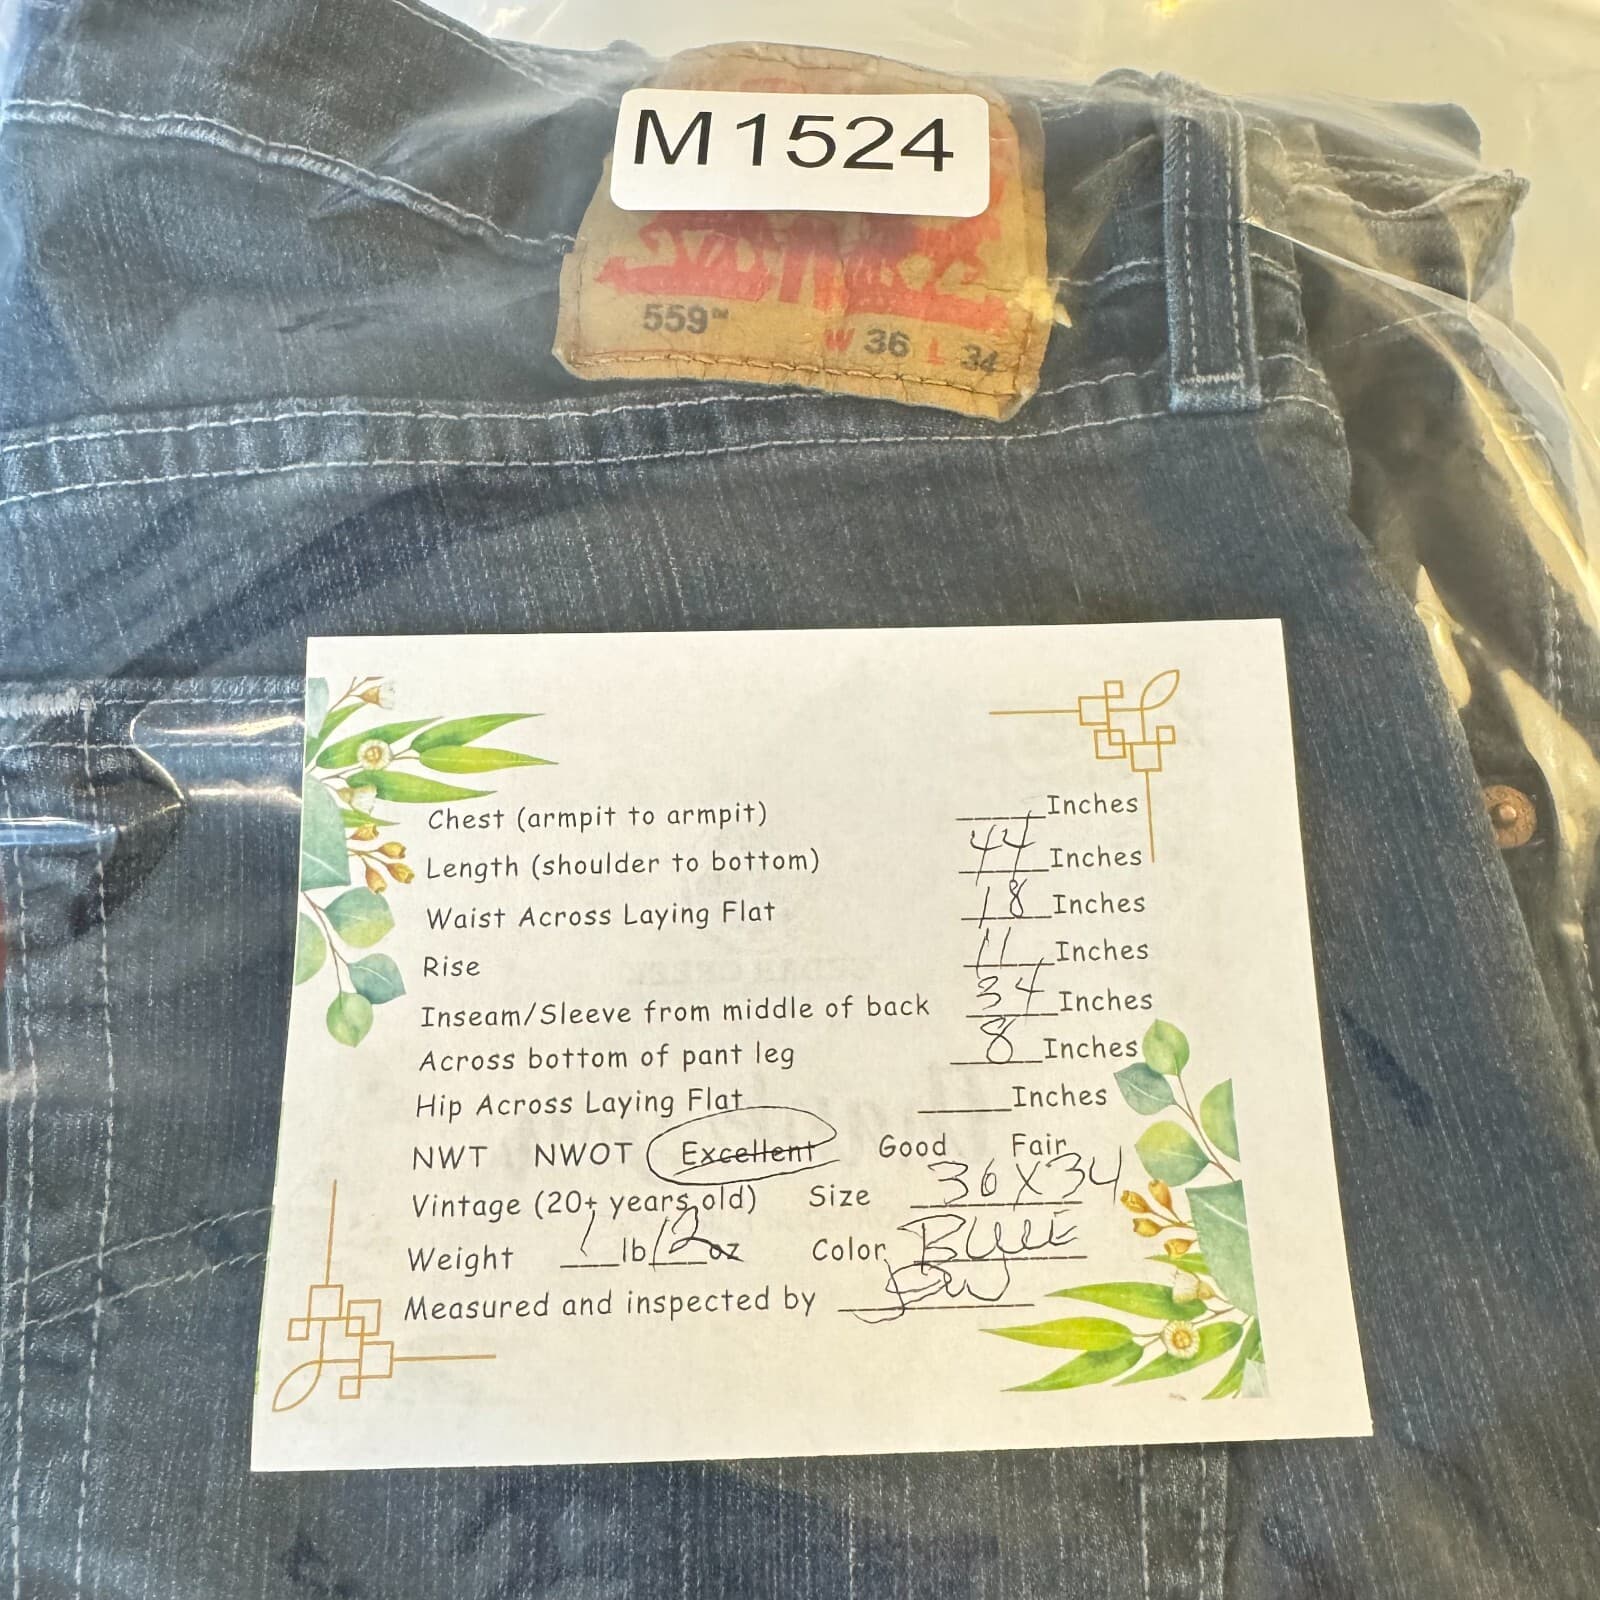 M1524
559™ W 36 L 34
Chest (armpit to armpit) ____Inches
Length (shoulder to bottom) 44 Inches
Waist Across Laying Flat 18 Inches
Rise 11 Inches
Inseam/Sleeve from middle of back 34 Inches
Across bottom of pant leg 8 Inches
Hip Across Laying Flat ____Inches
NWT NWOT Excellent Good Fair
Vintage (20+ years old) Size 36X34
Weight 1 lb 12 oz Color Blue
Measured and inspected by